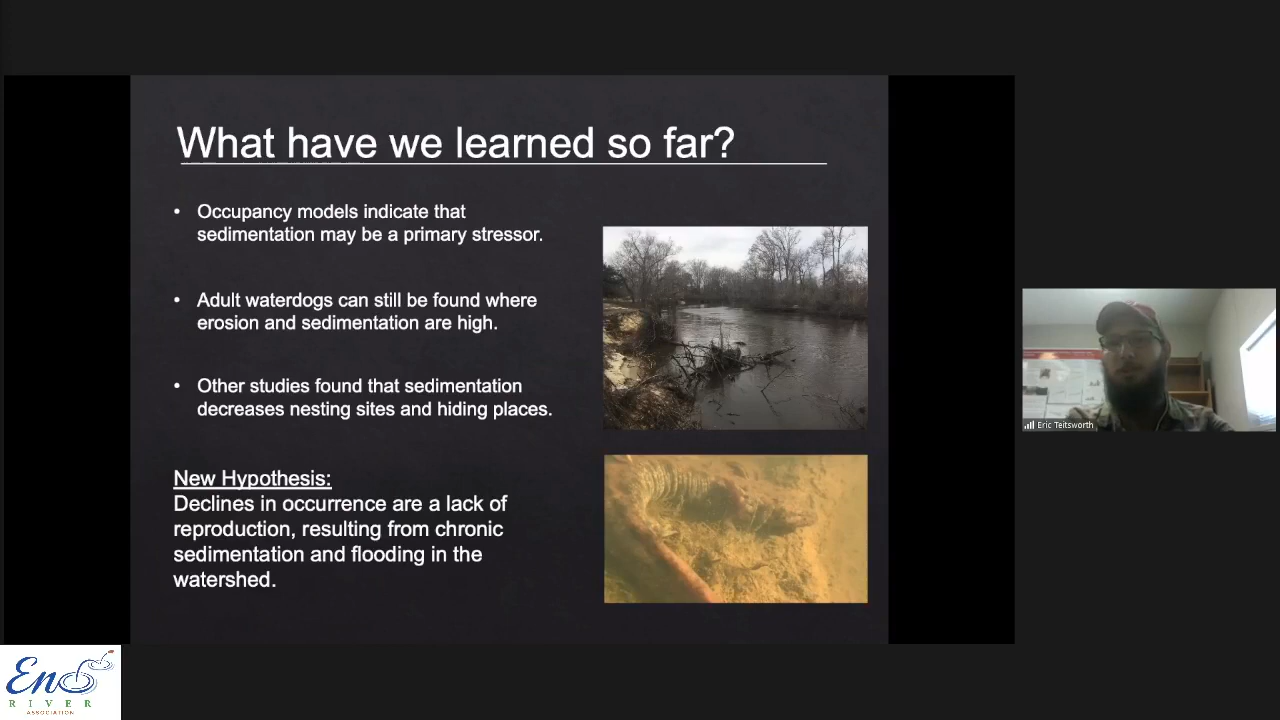 What have we learned so far?
• Occupancy models indicate that
sedimentation may be a primary stressor.
• Adult waterdogs can still be found where
erosion and sedimentation are high.
• Other studies found that sedimentation
decreases nesting sites and hiding places.
New Hypothesis:
Declines in occurrence are a lack of
reproduction, resulting from chronic
sedimentation and flooding in the
watershed.
Eric Teitsworth
Eno
RIVER
ASSOCIATION